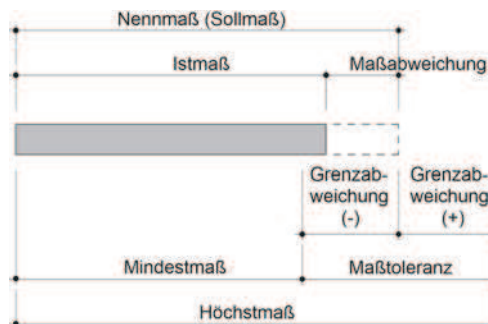 Nennmaß (Sollmaß)
Istmaß
Maßabweichung
Grenzab-
weichung
(-)
Grenzab-
weichung
(+)
Mindestmaß
Maßtoleranz
Höchstmaß